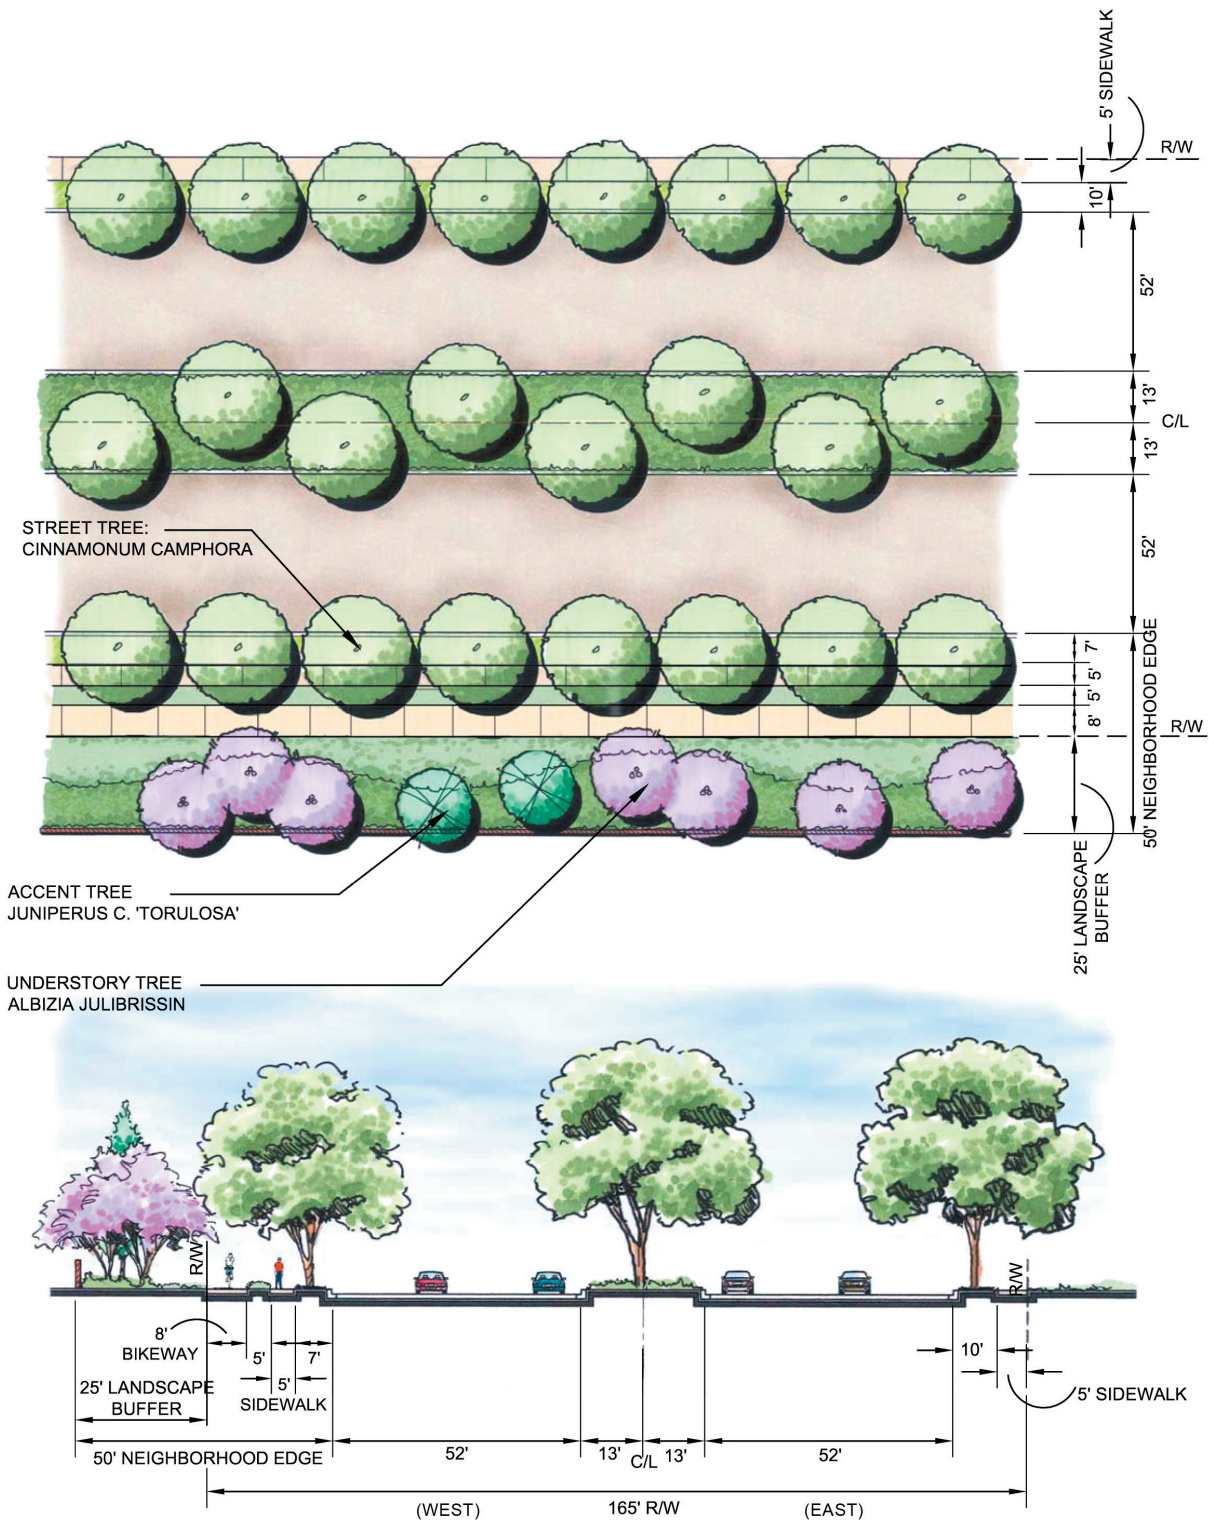 5' SIDEWALK
R/W
10'
52'
13'
C/L
13'
STREET TREE:
CINNAMONUM CAMPHORA
52'
7'
5'
5'
8'
R/W
50' NEIGHBORHOOD EDGE
25' LANDSCAPE
BUFFER
ACCENT TREE
JUNIPERUS C. 'TORULOSA'
UNDERSTORY TREE
ALBIZIA JULIBRISSIN
R/W
R/W
8'
BIKEWAY
5'
7'
5'
SIDEWALK
10'
5' SIDEWALK
25' LANDSCAPE
BUFFER
50' NEIGHBORHOOD EDGE
52'
13'
C/L
13'
52'
(WEST)
165' R/W
(EAST)